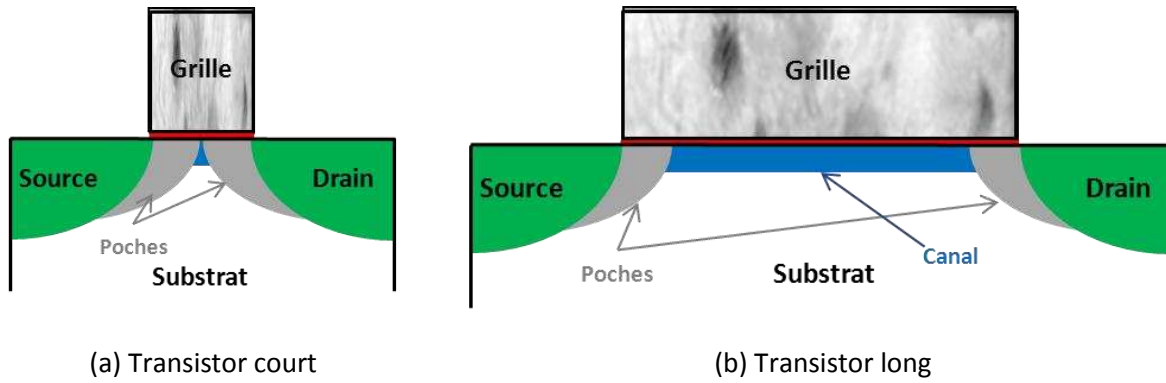 Grille
Source
Drain
Poches
Substrat
(a) Transistor court
Grille
Source
Drain
Canal
Poches
Substrat
(b) Transistor long